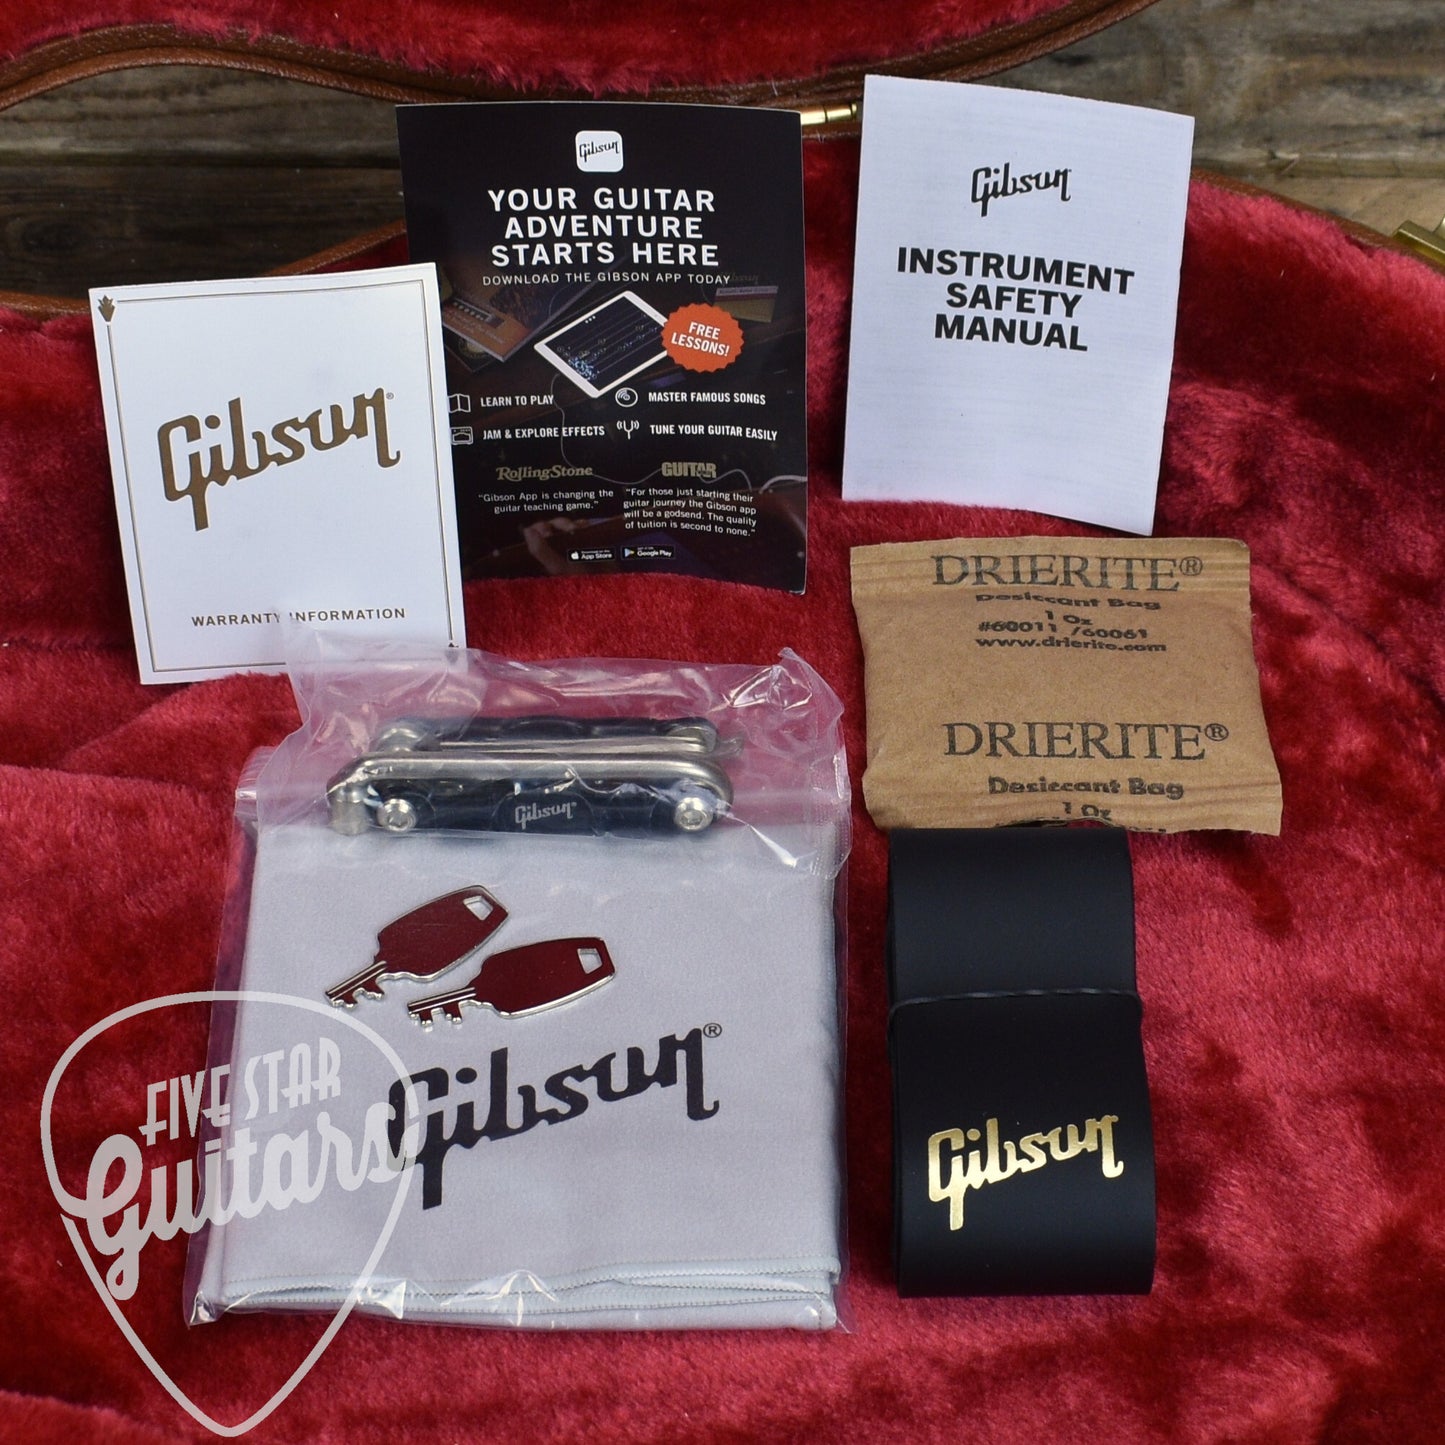 Gibson
YOUR GUITAR
ADVENTURE
STARTS HERE
DOWNLOAD THE GIBSON APP TODAY
FREE
LESSONS!
LEARN TO PLAY
MASTER FAMOUS SONGS
JAM & EXPLORE EFFECTS
TUNE YOUR GUITAR EASILY
RollingStone
GUITAR
"Gibson App is changing the
guitar teaching game."
"For those just starting their
guitar journey the Gibson app
will be a godsend. The quality
of tuition is second to none."
App Store
Google Play
Gibson
INSTRUMENT
SAFETY
MANUAL
Gibson®
WARRANTY INFORMATION
DRIERITE®
Desiccant Bag
1 Oz
#60011 /60061
www.drierite.com
DRIERITE®
Desiccant Bag
1 Oz
Gibson
Gibson®
Gibson
FIVE STAR
Guitars